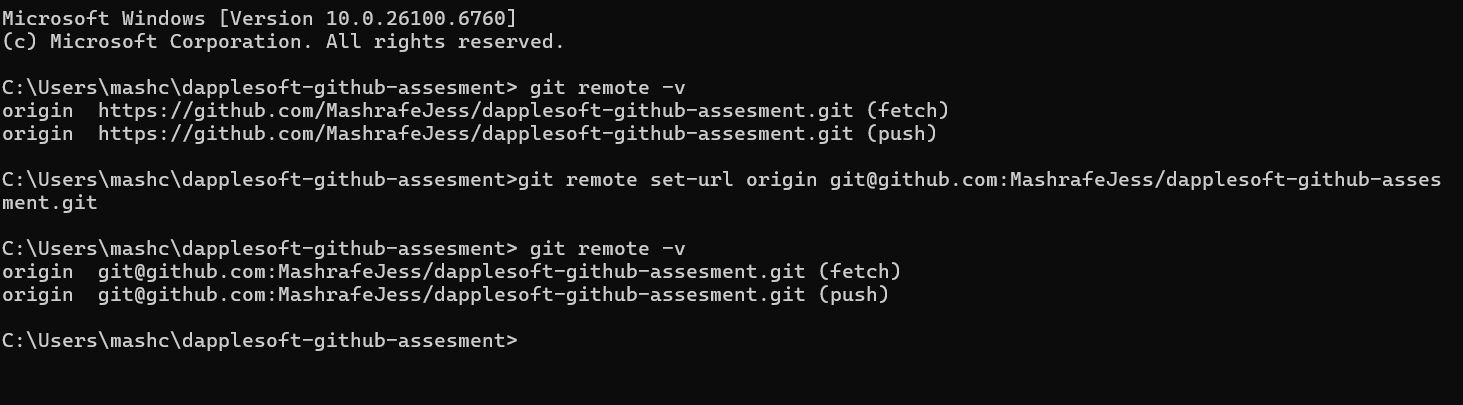 Microsoft Windows [Version 10.0.26100.6760]
(c) Microsoft Corporation. All rights reserved.
C:\Users\mashc\dapplesoft-github-assesment> git remote -v
origin  https://github.com/MashrafeJess/dapplesoft-github-assesment.git (fetch)
origin  https://github.com/MashrafeJess/dapplesoft-github-assesment.git (push)
C:\Users\mashc\dapplesoft-github-assesment>git remote set-url origin git@github.com:MashrafeJess/dapplesoft-github-asses
ment.git
C:\Users\mashc\dapplesoft-github-assesment> git remote -v
origin  git@github.com:MashrafeJess/dapplesoft-github-assesment.git (fetch)
origin  git@github.com:MashrafeJess/dapplesoft-github-assesment.git (push)
C:\Users\mashc\dapplesoft-github-assesment>